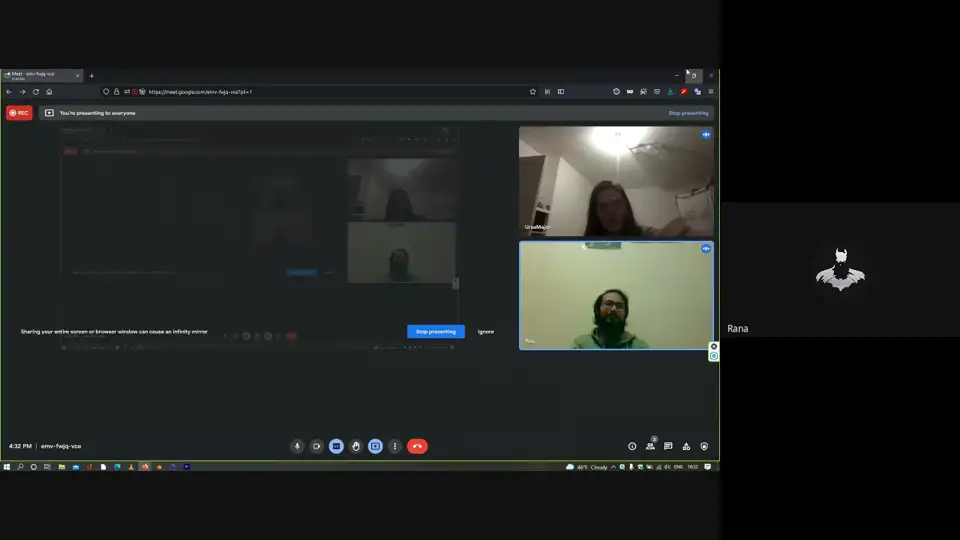 Meet - emv-fwjq-vce
https://meet.google.com/emv-fwjq-vce?pli=1
REC
You're presenting to everyone
Stop presenting
UrsaMajor
Sharing your entire screen or browser window can cause an infinity mirror
Stop presenting
Ignore
You
Rana
4:32 PM | emv-fwjq-vce
46°F Cloudy
ENG
16:32